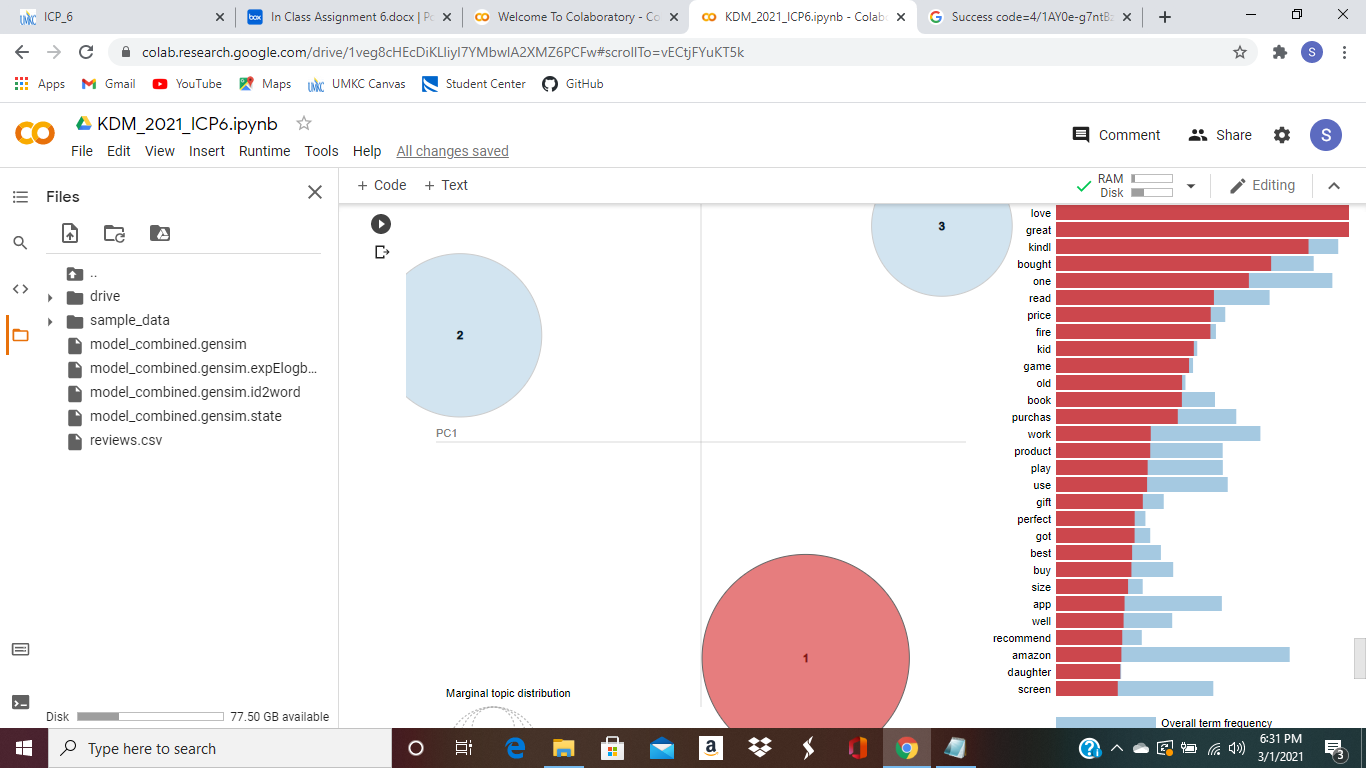 ICP_6
In Class Assignment 6.docx | Po
Welcome To Colaboratory - Co
KDM_2021_ICP6.ipynb - Colab
Success code=4/1AY0e-g7ntB
colab.research.google.com/drive/1veg8cHEcDiKLIiyI7YMbwIA2XMZ6PCFw#scrollTo=vECtjFYuKT5k
S
Apps
Gmail
YouTube
Maps
UMKC Canvas
Student Center
GitHub
KDM_2021_ICP6.ipynb
Comment
Share
S
File Edit View Insert Runtime Tools Help All changes saved
Files
+ Code + Text
RAM
Disk
Editing
..
drive
sample_data
model_combined.gensim
model_combined.gensim.expElogb...
model_combined.gensim.id2word
model_combined.gensim.state
reviews.csv
Disk
77.50 GB available
3
2
PC1
1
Marginal topic distribution
love
great
kindl
bought
one
read
price
fire
kid
game
old
book
purchas
work
product
play
use
gift
perfect
got
best
buy
size
app
well
recommend
amazon
daughter
screen
Overall term frequency
Type here to search
6:31 PM
3/1/2021
3